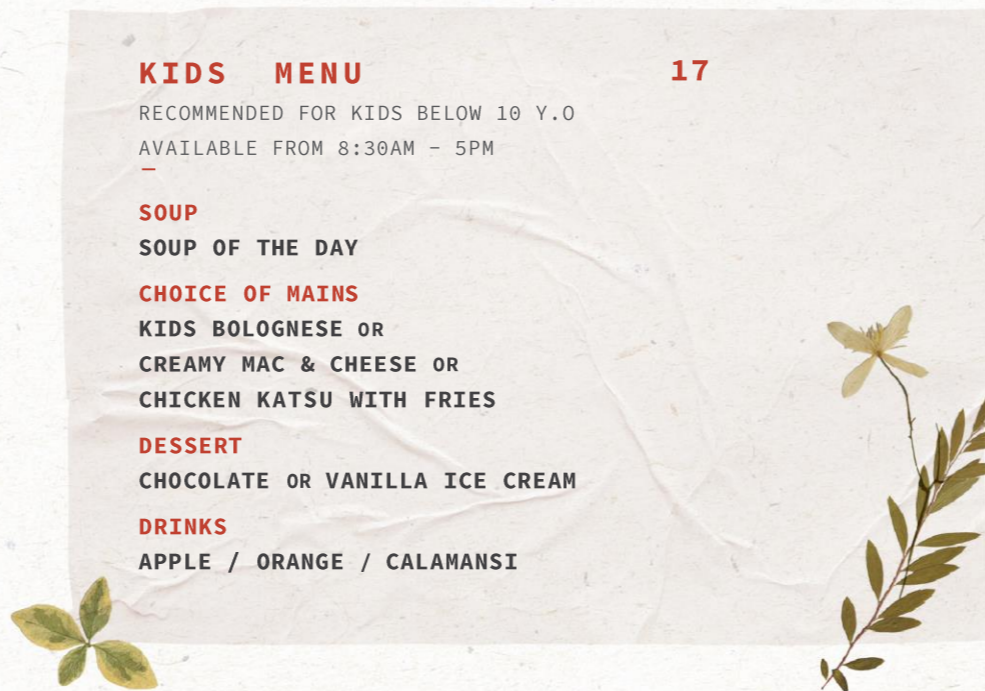 KIDS MENU 17
RECOMMENDED FOR KIDS BELOW 10 Y.O
AVAILABLE FROM 8:30AM – 5PM
SOUP
SOUP OF THE DAY
CHOICE OF MAINS
KIDS BOLOGNESE OR
CREAMY MAC & CHEESE OR
CHICKEN KATSU WITH FRIES
DESSERT
CHOCOLATE OR VANILLA ICE CREAM
DRINKS
APPLE / ORANGE / CALAMANSI